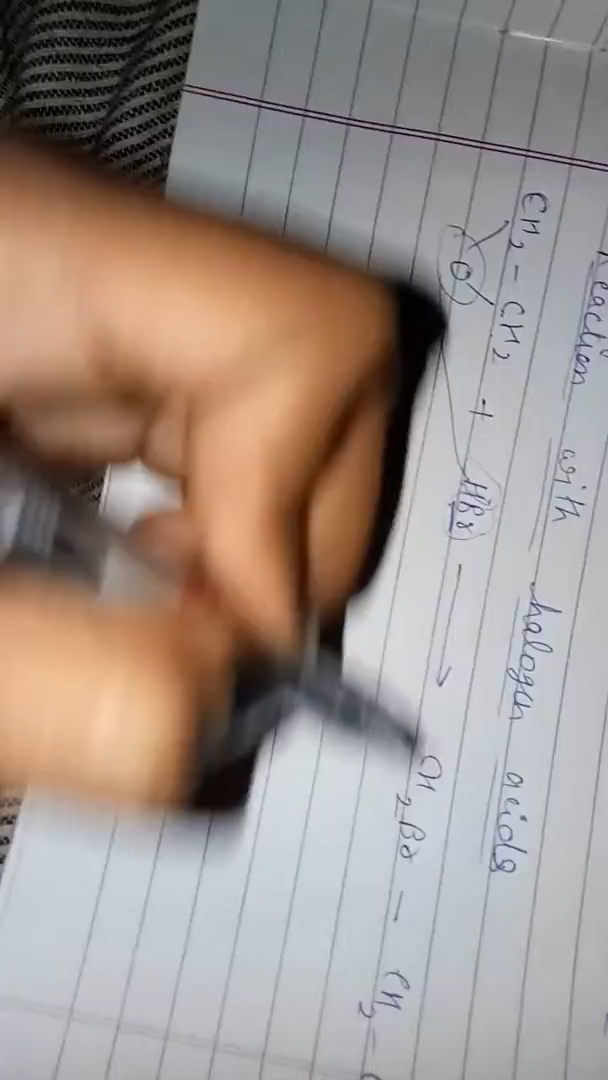 Reaction with halogen acids
CH2 - CH2 + HBr → CH2Br - CH2 -
O